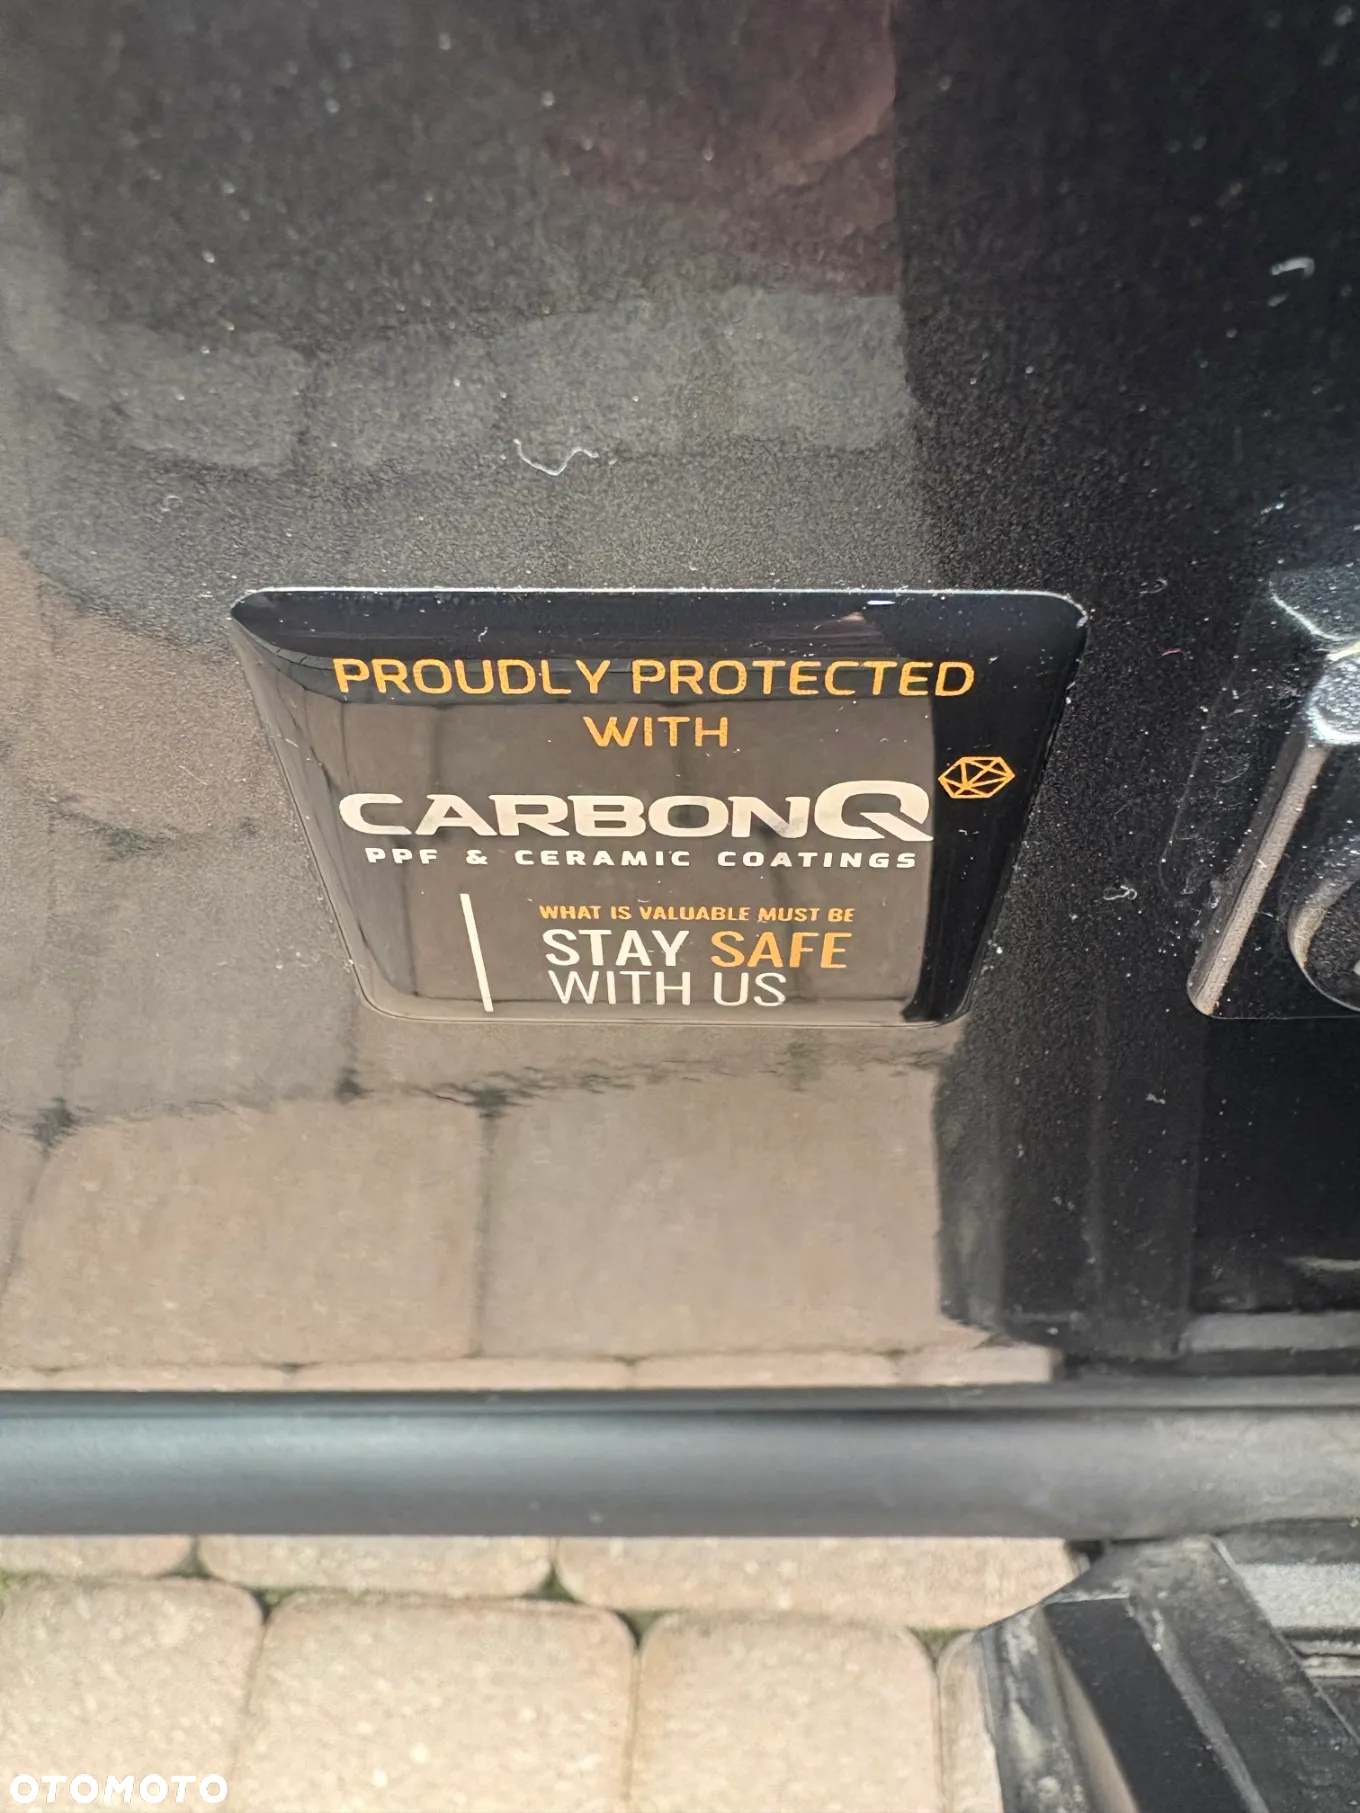 PROUDLY PROTECTED
WITH
CARBONQ
PPF & CERAMIC COATINGS
WHAT IS VALUABLE MUST BE
STAY SAFE
WITH US
OTOMOTO